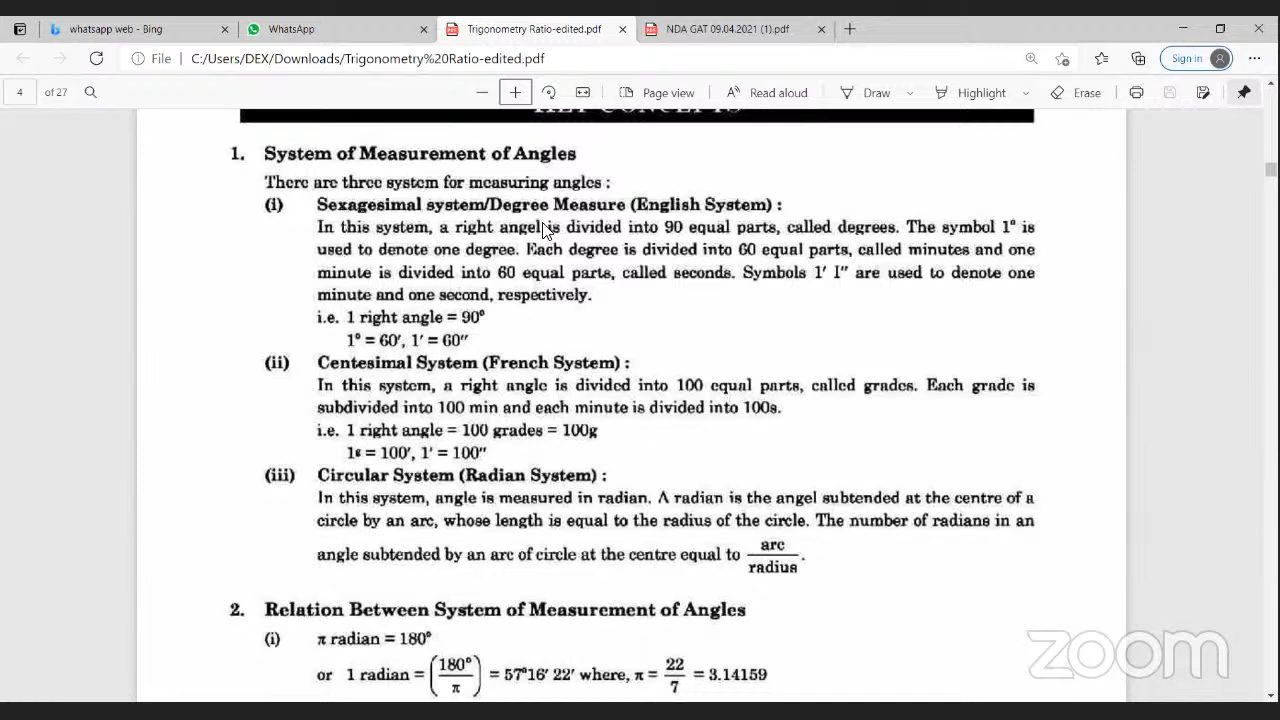 whatsapp web - Bing
WhatsApp
Trigonometry Ratio-edited.pdf
NDA GAT 09.04.2021 (1).pdf
File C:/Users/DEX/Downloads/Trigonometry%20Ratio-edited.pdf
Sign in
4 of 27
Page view
Read aloud
Draw
Highlight
Erase
KEY CONCEPTS
1. System of Measurement of Angles
There are three system for measuring angles :
(i) Sexagesimal system/Degree Measure (English System) :
In this system, a right angel is divided into 90 equal parts, called degrees. The symbol 1° is
used to denote one degree. Each degree is divided into 60 equal parts, called minutes and one
minute is divided into 60 equal parts, called seconds. Symbols 1′ I″ are used to denote one
minute and one second, respectively.
i.e. 1 right angle = 90°
1° = 60′, 1′ = 60″
(ii) Centesimal System (French System) :
In this system, a right angle is divided into 100 equal parts, called grades. Each grade is
subdivided into 100 min and each minute is divided into 100s.
i.e. 1 right angle = 100 grades = 100g
1ᵍ = 100′, 1′ = 100″
(iii) Circular System (Radian System) :
In this system, angle is measured in radian. A radian is the angel subtended at the centre of a
circle by an arc, whose length is equal to the radius of the circle. The number of radians in an
angle subtended by an arc of circle at the centre equal to arc/radius.
2. Relation Between System of Measurement of Angles
(i) π radian = 180°
or 1 radian = (180°/π) = 57°16′ 22′ where, π = 22/7 = 3.14159
zoom